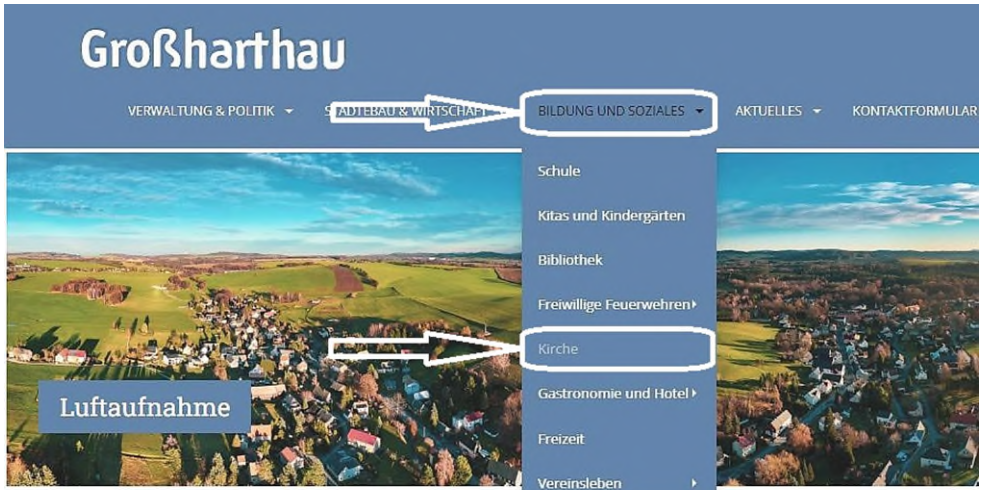 Großharthau
VERWALTUNG & POLITIK STÄDTEBAU & WIRTSCHAFT BILDUNG UND SOZIALES AKTUELLES KONTAKTFORMULAR
Schule
Kitas und Kindergärten
Bibliothek
Freiwillige Feuerwehren
Kirche
Gastronomie und Hotel
Luftaufnahme
Freizeit
Vereinsleben